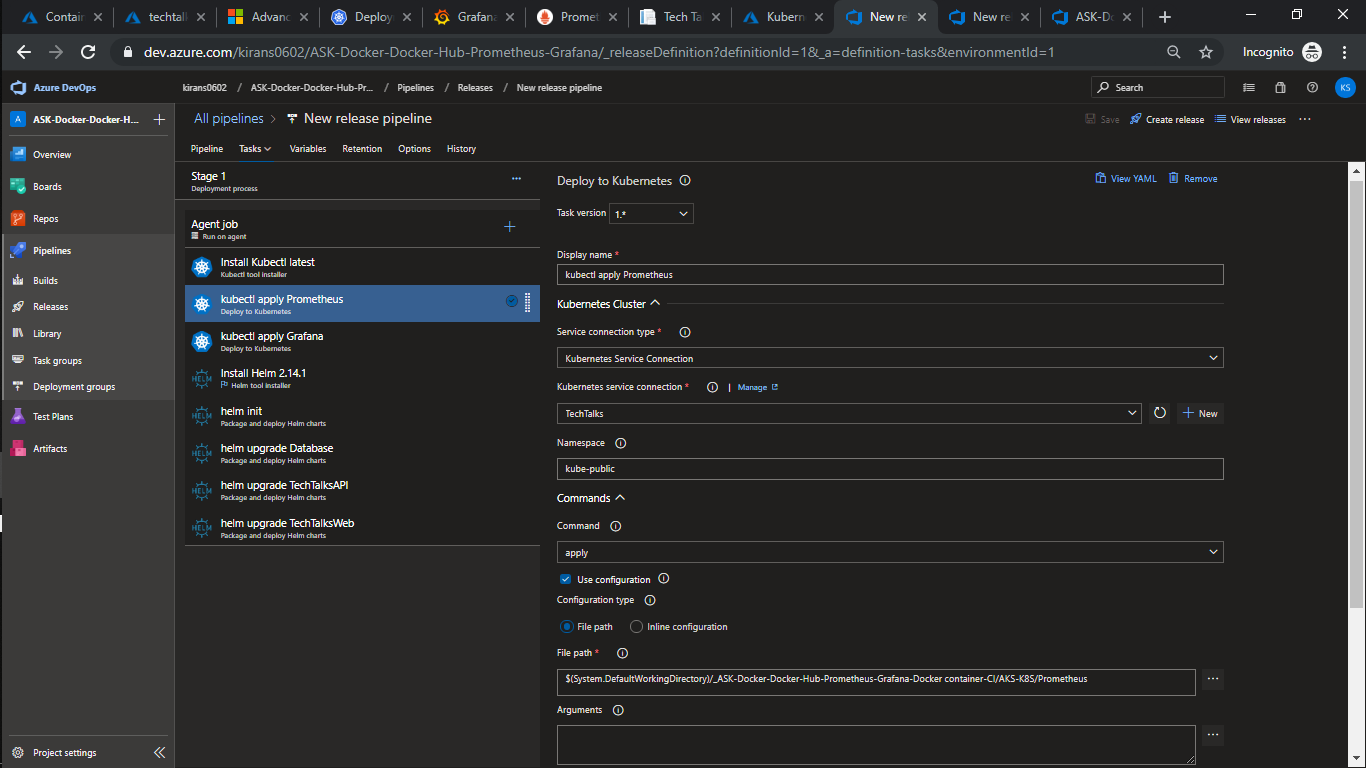 Contain
techtal
Advanc
Deploy
Grafana
Promet
Tech Ta
Kubern
New re
New re
ASK-Do
dev.azure.com/kirans0602/ASK-Docker-Docker-Hub-Prometheus-Grafana/_releaseDefinition?definitionId=1&_a=definition-tasks&environmentId=1
Incognito
Azure DevOps
kirans0602 / ASK-Docker-Docker-Hub-Pr... / Pipelines / Releases / New release pipeline
Search
KS
A ASK-Docker-Docker-H...
All pipelines > New release pipeline
Save Create release View releases
Overview
Boards
Repos
Pipelines
Builds
Releases
Library
Task groups
Deployment groups
Test Plans
Artifacts
Project settings
Pipeline Tasks Variables Retention Options History
Stage 1
Deployment process
Agent job
Run on agent
Install Kubectl latest
Kubectl tool installer
kubectl apply Prometheus
Deploy to Kubernetes
kubectl apply Grafana
Deploy to Kubernetes
HELM Install Helm 2.14.1
Helm tool installer
HELM helm init
Package and deploy Helm charts
HELM helm upgrade Database
Package and deploy Helm charts
HELM helm upgrade TechTalksAPI
Package and deploy Helm charts
HELM helm upgrade TechTalksWeb
Package and deploy Helm charts
Deploy to Kubernetes
View YAML Remove
Task version 1.*
Display name *
kubectl apply Prometheus
Kubernetes Cluster
Service connection type *
Kubernetes Service Connection
Kubernetes service connection * | Manage
TechTalks
New
Namespace
kube-public
Commands
Command
apply
Use configuration
Configuration type
File path Inline configuration
File path *
$(System.DefaultWorkingDirectory)/_ASK-Docker-Docker-Hub-Prometheus-Grafana-Docker container-CI/AKS-K8S/Prometheus
Arguments